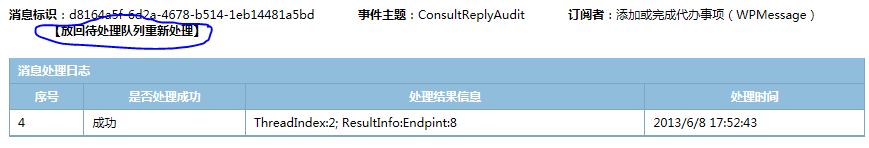 消息标识：d8164a5f-6d2a-4678-b514-1eb14481a5bd 事件主题：ConsultReplyAudit 订阅者：添加或完成代办事项（WPMessage）
【放回待处理队列重新处理】
消息处理日志
序号 是否处理成功 处理结果信息 处理时间
4 成功 ThreadIndex:2; ResultInfo:Endpint:8 2013/6/8 17:52:43